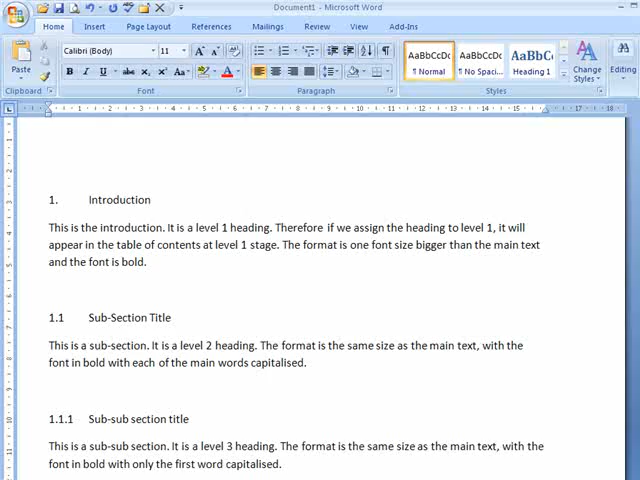 Document1 - Microsoft Word
Home Insert Page Layout References Mailings Review View Add-Ins
Calibri (Body) 11
Paste
B I U abc x₂ x² Aa
AaBbCcDc AaBbCcDc AaBbC
¶ Normal ¶ No Spaci... Heading 1
Change
Styles
Editing
Clipboard Font Paragraph Styles
1. Introduction
This is the introduction. It is a level 1 heading. Therefore if we assign the heading to level 1, it will
appear in the table of contents at level 1 stage. The format is one font size bigger than the main text
and the font is bold.
1.1 Sub-Section Title
This is a sub-section. It is a level 2 heading. The format is the same size as the main text, with the
font in bold with each of the main words capitalised.
1.1.1 Sub-sub section title
This is a sub-sub section. It is a level 3 heading. The format is the same size as the main text, with the
font in bold with only the first word capitalised.